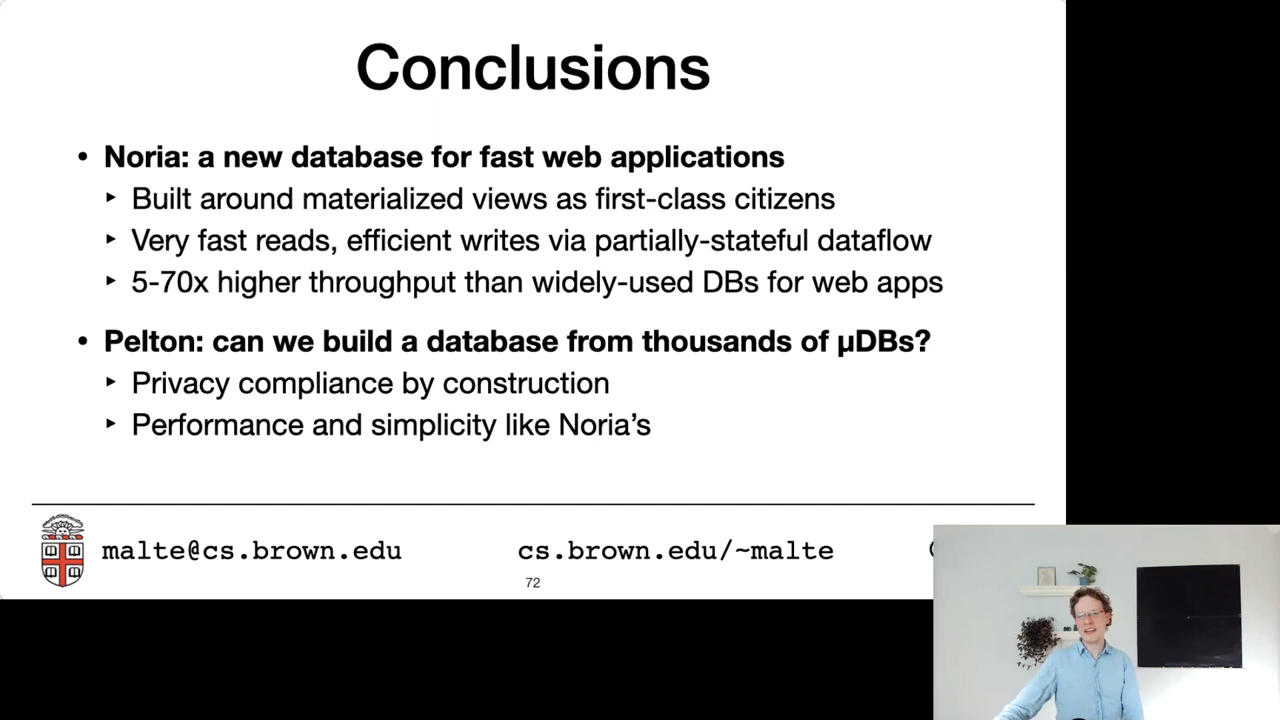 Conclusions
• Noria: a new database for fast web applications
‣ Built around materialized views as first-class citizens
‣ Very fast reads, efficient writes via partially-stateful dataflow
‣ 5-70x higher throughput than widely-used DBs for web apps
• Pelton: can we build a database from thousands of µDBs?
‣ Privacy compliance by construction
‣ Performance and simplicity like Noria’s
malte@cs.brown.edu cs.brown.edu/~malte
72